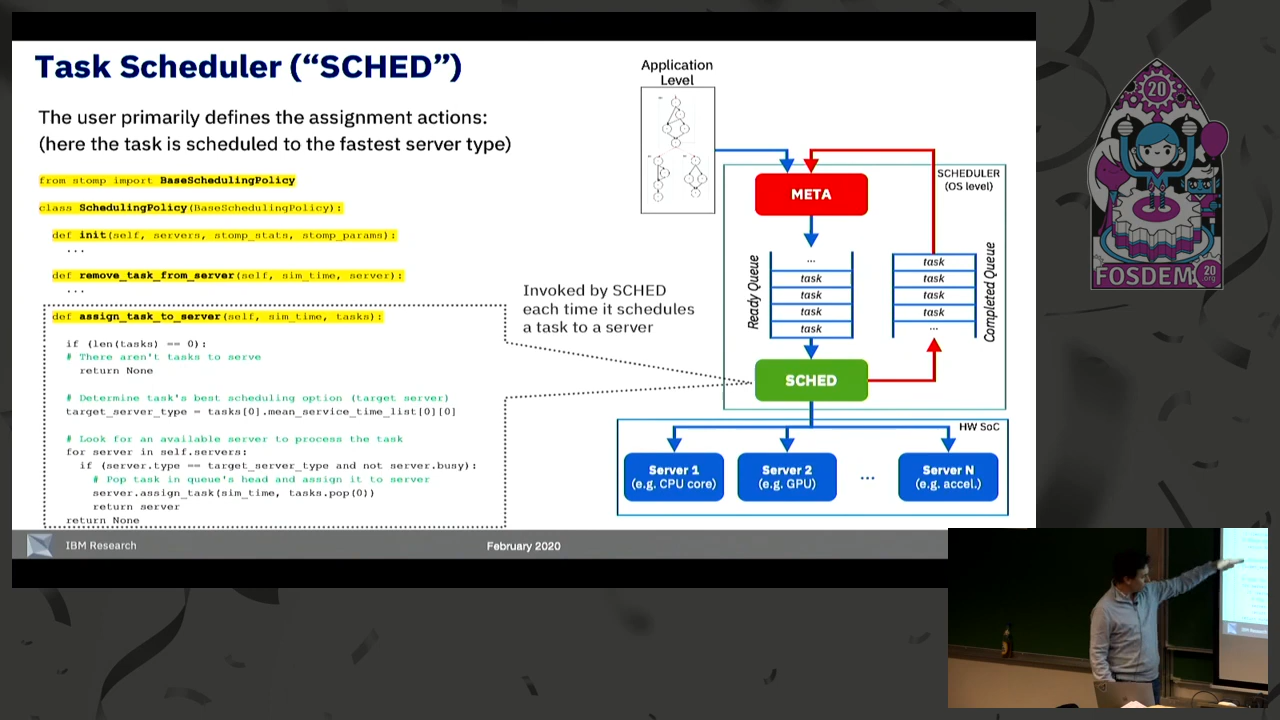 Task Scheduler (“SCHED”)
The user primarily defines the assignment actions:
(here the task is scheduled to the fastest server type)
from stomp import BaseSchedulingPolicy
class SchedulingPolicy(BaseSchedulingPolicy):
def init(self, servers, stomp_stats, stomp_params):
...
def remove_task_from_server(self, sim_time, server):
...
def assign_task_to_server(self, sim_time, tasks):
if (len(tasks) == 0):
# There aren't tasks to serve
return None
# Determine task's best scheduling option (target server)
target_server_type = tasks[0].mean_service_time_list[0][0]
# Look for an available server to process the task
for server in self.servers:
if (server.type == target_server_type and not server.busy):
# Pop task in queue's head and assign it to server
server.assign_task(sim_time, tasks.pop(0))
return server
return None
Invoked by SCHED
each time it schedules
a task to a server
Application
Level
META
SCHEDULER
(OS level)
Ready Queue
...
task
task
task
task
task
task
task
task
...
Completed Queue
SCHED
HW SoC
Server 1
(e.g. CPU core)
Server 2
(e.g. GPU)
...
Server N
(e.g. accel.)
IBM Research
February 2020
20
FOSDEM
20
.org
IBM Research